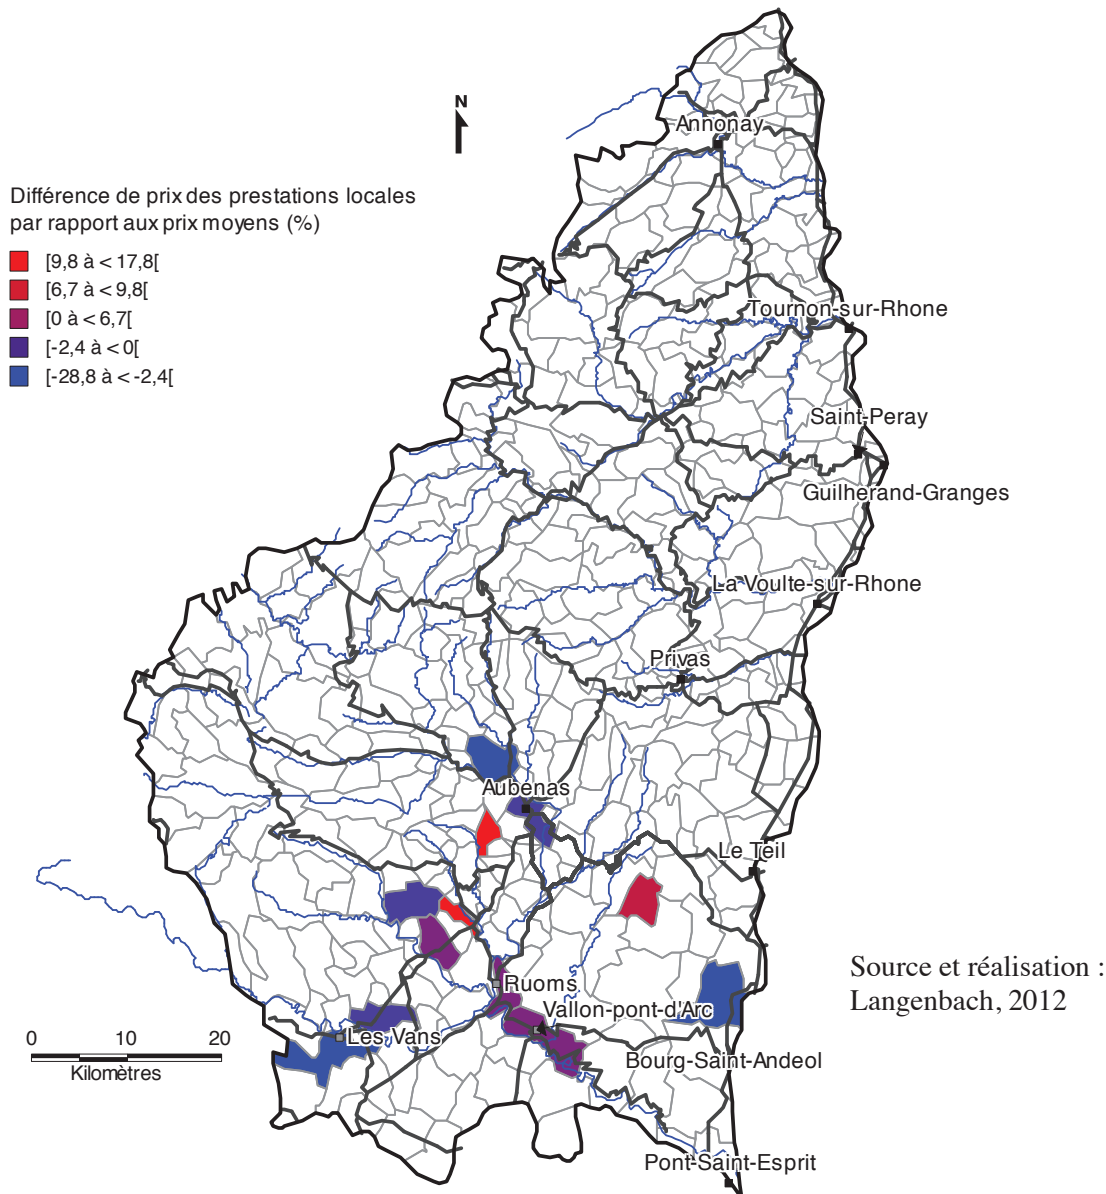 N
Annonay
Différence de prix des prestations locales
par rapport aux prix moyens (%)
[9,8 à < 17,8[
[6,7 à < 9,8[
[0 à < 6,7[
[-2,4 à < 0[
[-28,8 à < -2,4[
Tournon-sur-Rhone
Saint-Peray
Guilherand-Granges
La Voulte-sur-Rhone
Privas
Aubenas
Le Teil
Source et réalisation :
Langenbach, 2012
Ruoms
Vallon-pont-d'Arc
Les Vans
0 10 20
Kilomètres
Bourg-Saint-Andeol
Pont-Saint-Esprit